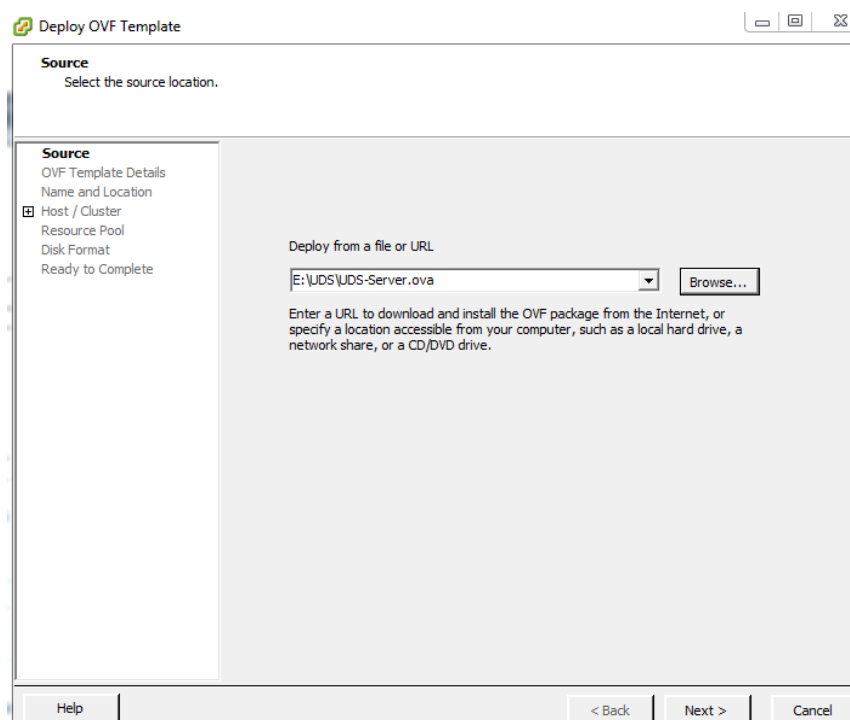 Deploy OVF Template
Source
Select the source location.
Source
OVF Template Details
Name and Location
Host / Cluster
Resource Pool
Disk Format
Ready to Complete
Deploy from a file or URL
E:\UDS\UDS-Server.ova
Browse...
Enter a URL to download and install the OVF package from the Internet, or
specify a location accessible from your computer, such as a local hard drive, a
network share, or a CD/DVD drive.
Help
< Back
Next >
Cancel